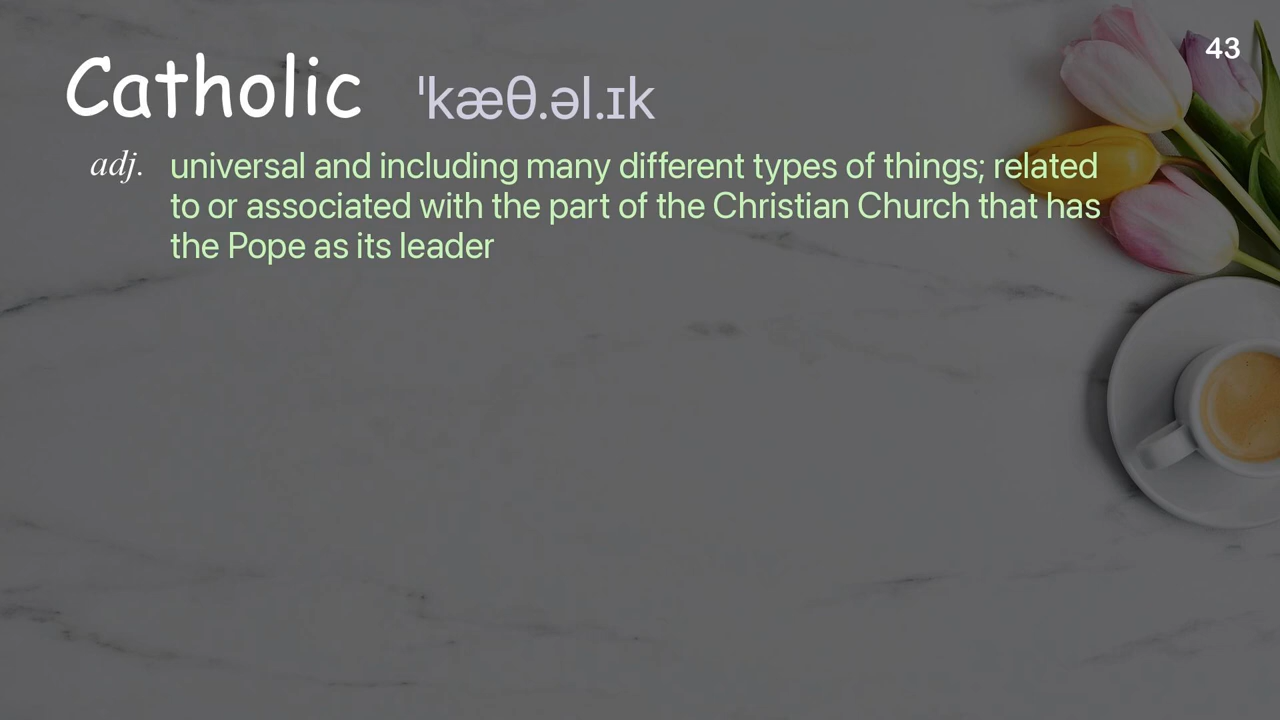 43
Catholic ˈkæθ.əl.ɪk
adj. universal and including many different types of things; related
to or associated with the part of the Christian Church that has
the Pope as its leader